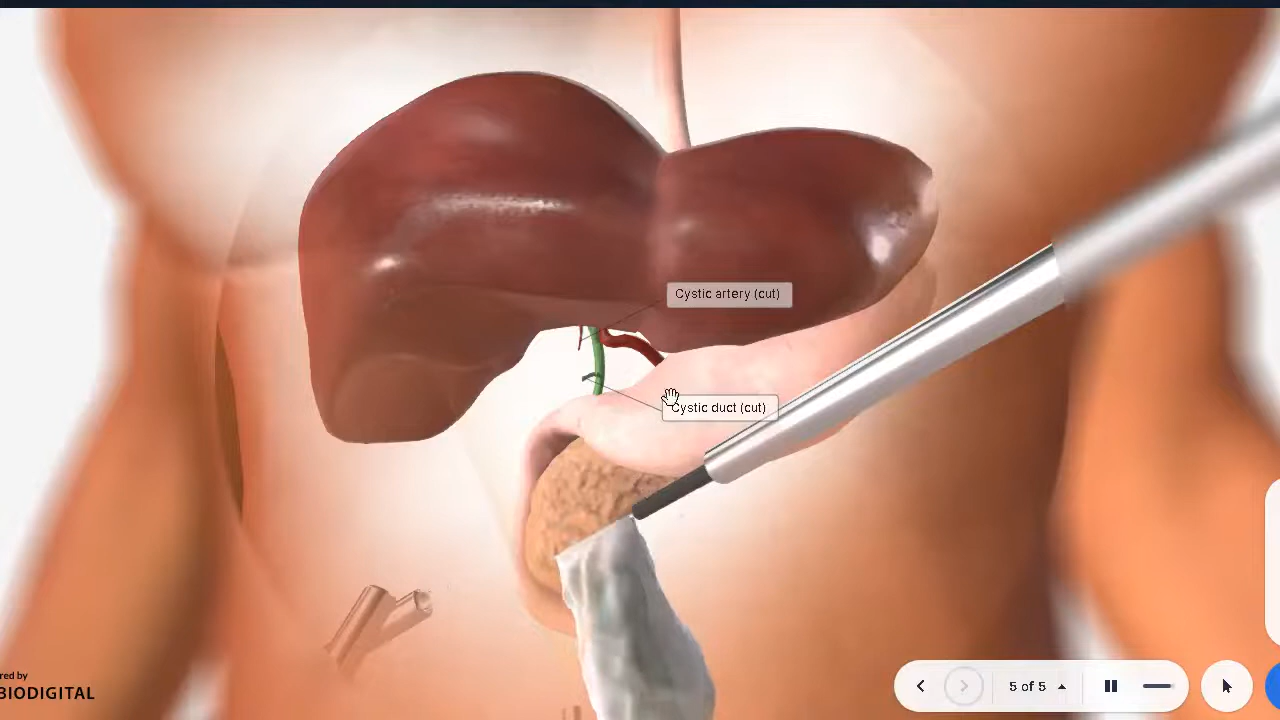 Cystic artery (cut)
Cystic duct (cut)
red by
BIODIGITAL
5 of 5